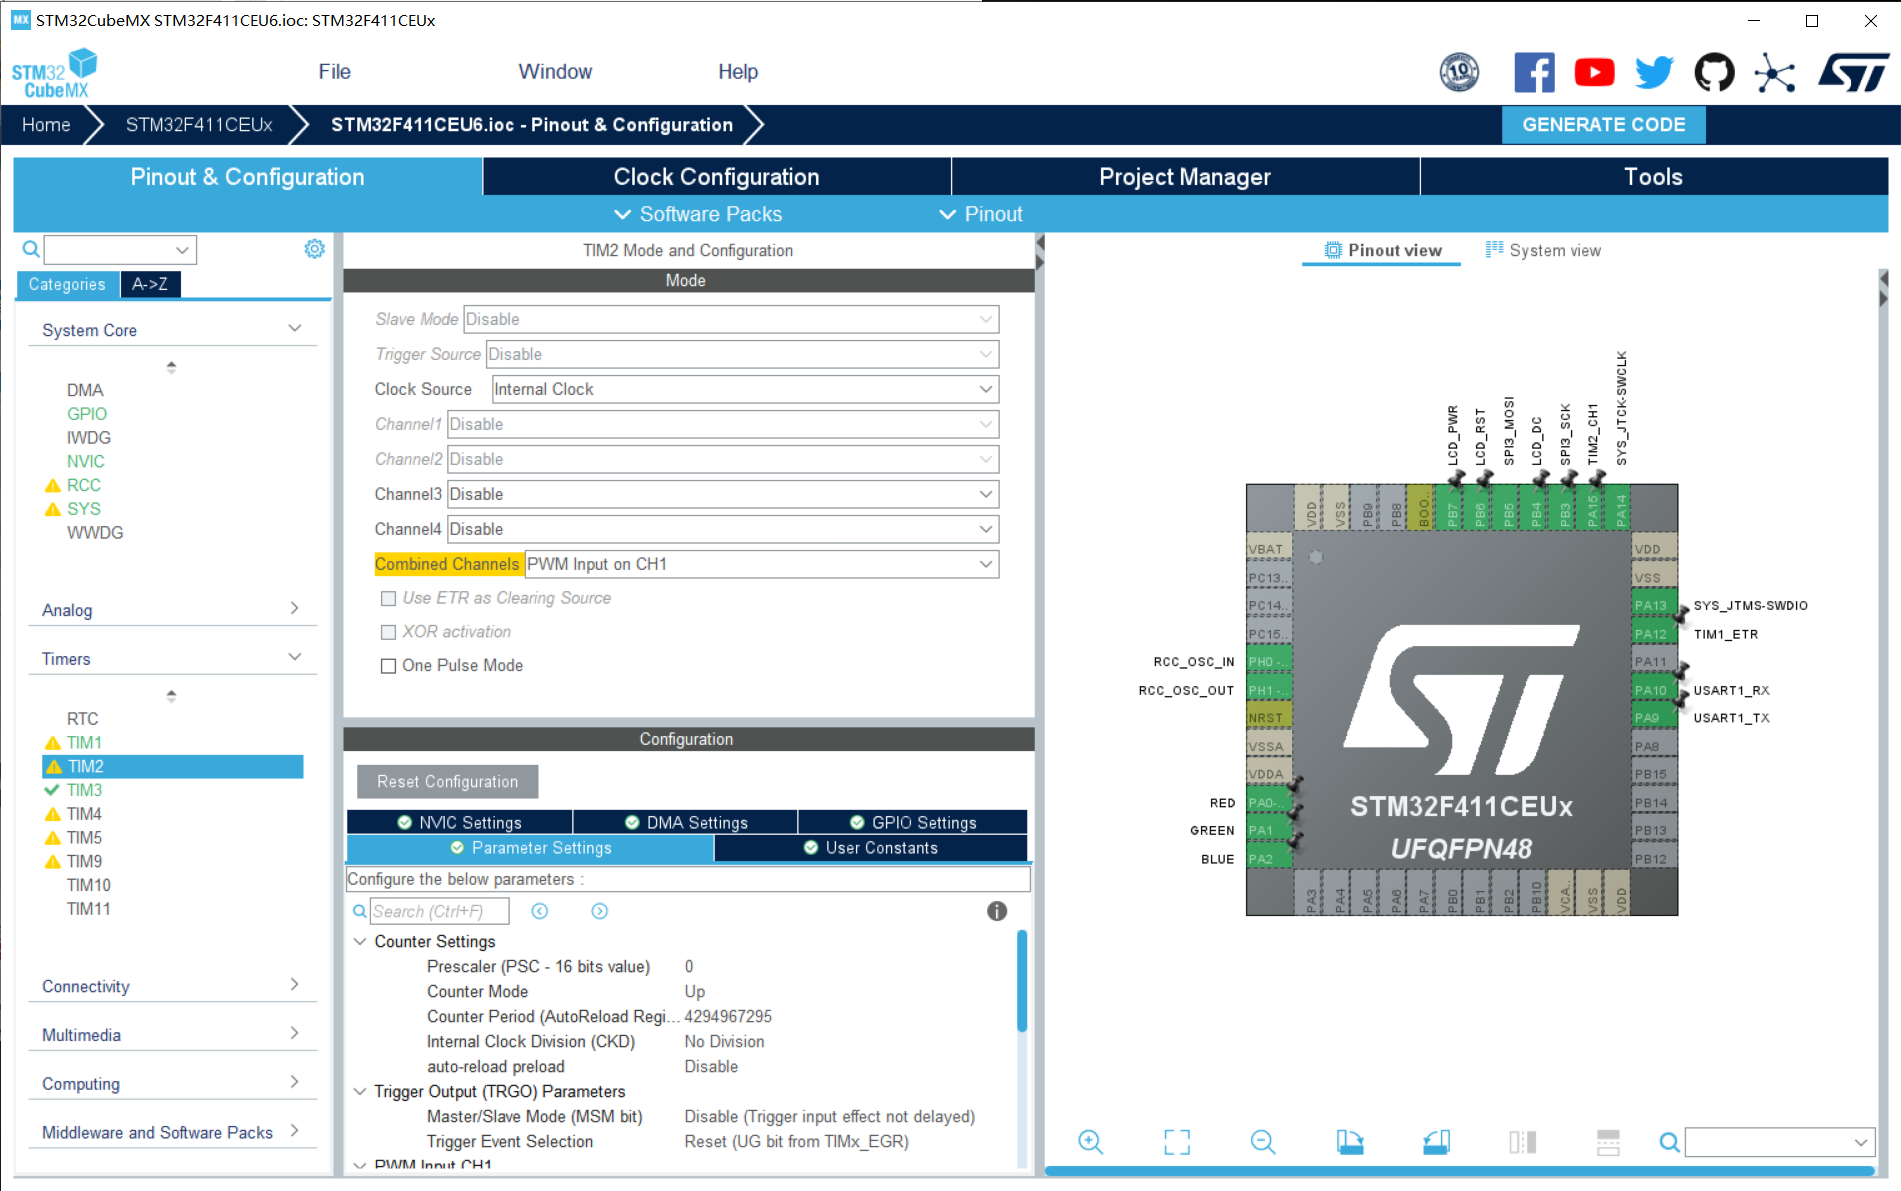 MX STM32CubeMX STM32F411CEU6.ioc: STM32F411CEUx
STM32 CubeMX
File
Window
Help
10
Home
STM32F411CEUx
STM32F411CEU6.ioc - Pinout & Configuration
GENERATE CODE
Pinout & Configuration
Clock Configuration
Project Manager
Tools
Software Packs
Pinout
Categories
A->Z
System Core
DMA
GPIO
IWDG
NVIC
RCC
SYS
WWDG
Analog
Timers
RTC
TIM1
TIM2
TIM3
TIM4
TIM5
TIM9
TIM10
TIM11
Connectivity
Multimedia
Computing
Middleware and Software Packs
TIM2 Mode and Configuration
Mode
Slave Mode Disable
Trigger Source Disable
Clock Source Internal Clock
Channel1 Disable
Channel2 Disable
Channel3 Disable
Channel4 Disable
Combined Channels PWM Input on CH1
Use ETR as Clearing Source
XOR activation
One Pulse Mode
Configuration
Reset Configuration
NVIC Settings
DMA Settings
GPIO Settings
Parameter Settings
User Constants
Configure the below parameters :
Search (Ctrl+F)
Counter Settings
Prescaler (PSC - 16 bits value) 0
Counter Mode Up
Counter Period (AutoReload Regi... 4294967295
Internal Clock Division (CKD) No Division
auto-reload preload Disable
Trigger Output (TRGO) Parameters
Master/Slave Mode (MSM bit) Disable (Trigger input effect not delayed)
Trigger Event Selection Reset (UG bit from TIMx_EGR)
PWM Input CH1
Pinout view
System view
LCD_PWR
LCD_RST
SPI3_MOSI
LCD_DC
SPI3_SCK
TIM2_CH1
SYS_JTCK-SWCLK
VDD
VSS
PB9
PB8
BOO..
PB7
PB6
PB5
PB4
PB3
PA15
PA14
VBAT
PC13..
PC14..
PC15..
RCC_OSC_IN PH0 -..
RCC_OSC_OUT PH1 -..
NRST
VSSA
VDDA
RED PA0-..
GREEN PA1
BLUE PA2
VDD
VSS
PA13 SYS_JTMS-SWDIO
PA12 TIM1_ETR
PA11
PA10 USART1_RX
PA9 USART1_TX
PA8
PB15
PB14
PB13
PB12
STM32F411CEUx
UFQFPN48
PA3
PA4
PA5
PA6
PA7
PB0
PB1
PB2
PB10
VCA..
VSS
VDD